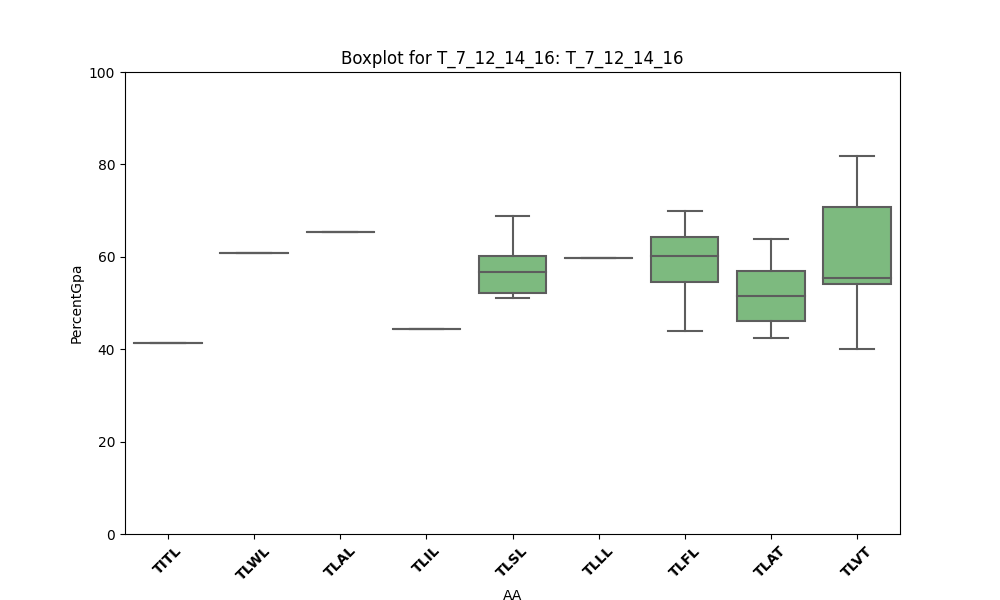 Boxplot for T_7_12_14_16: T_7_12_14_16
PercentGpa
100
80
60
40
20
0
TITL TLWL TLAL TLIL TLSL TLLL TLFL TLAT TLVT
AA